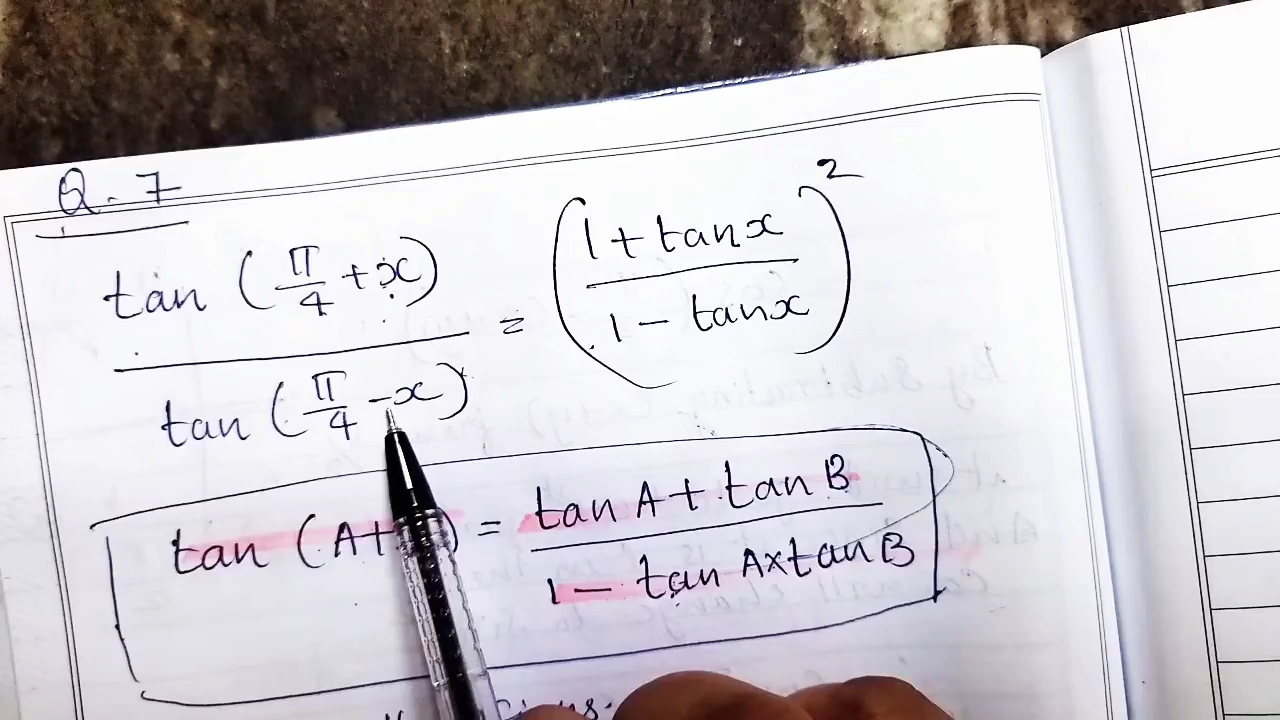 Q. 7
tan (π/4 + x) / tan (π/4 - x) = ((1 + tan x) / (1 - tan x))²
tan (A+ ) = (tan A + tan B) / (1 - tan A × tan B)